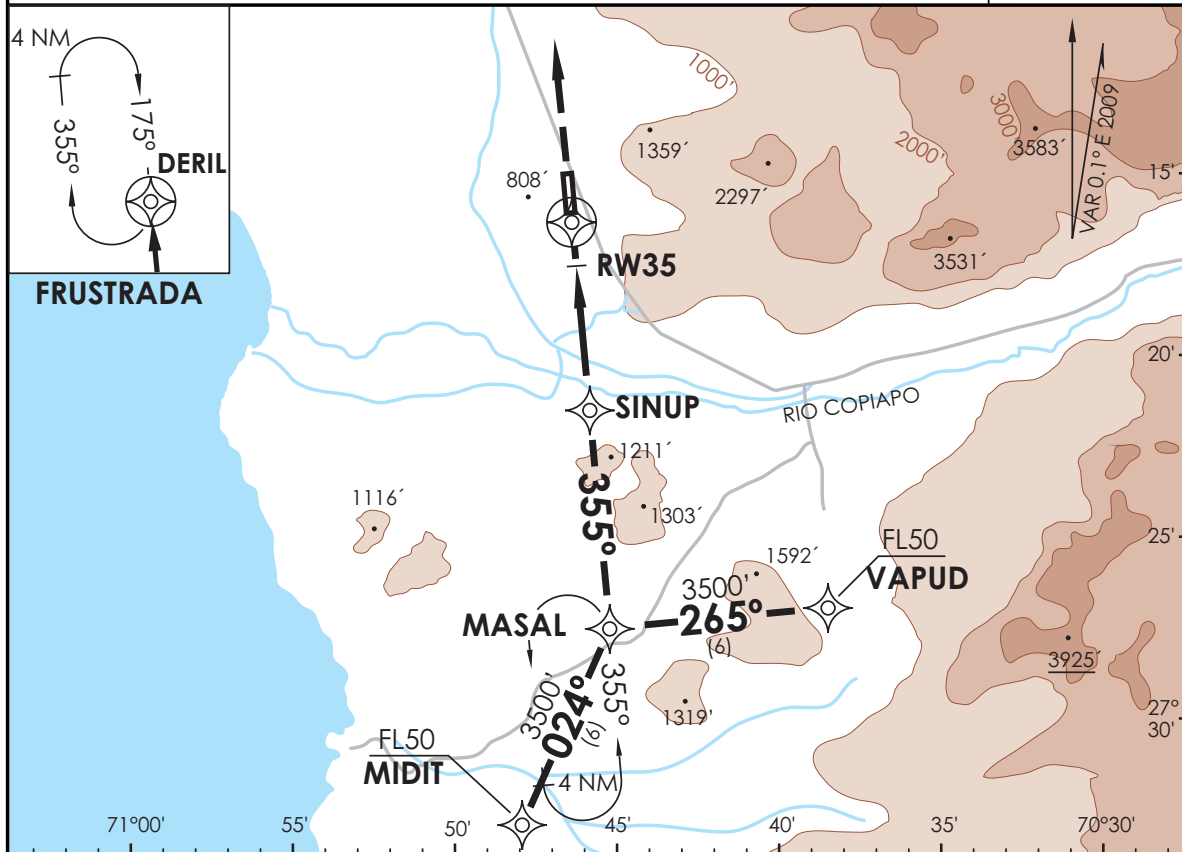 4 NM
355°
175°
DERIL
FRUSTRADA
1000'
2000'
3000'
1359´
2297´
3583´
3531´
808´
VAR 0.1° E 2009
15'
RW35
20'
SINUP
RIO COPIAPO
1211´
355°
1303´
1116´
25'
1592´
FL50
VAPUD
3500'
265°
(6)
MASAL
3925´
3500'
024°
(6)
355°
1319'
27°
30'
FL50
MIDIT
4 NM
71°00'
55'
50'
45'
40'
35'
70°30'